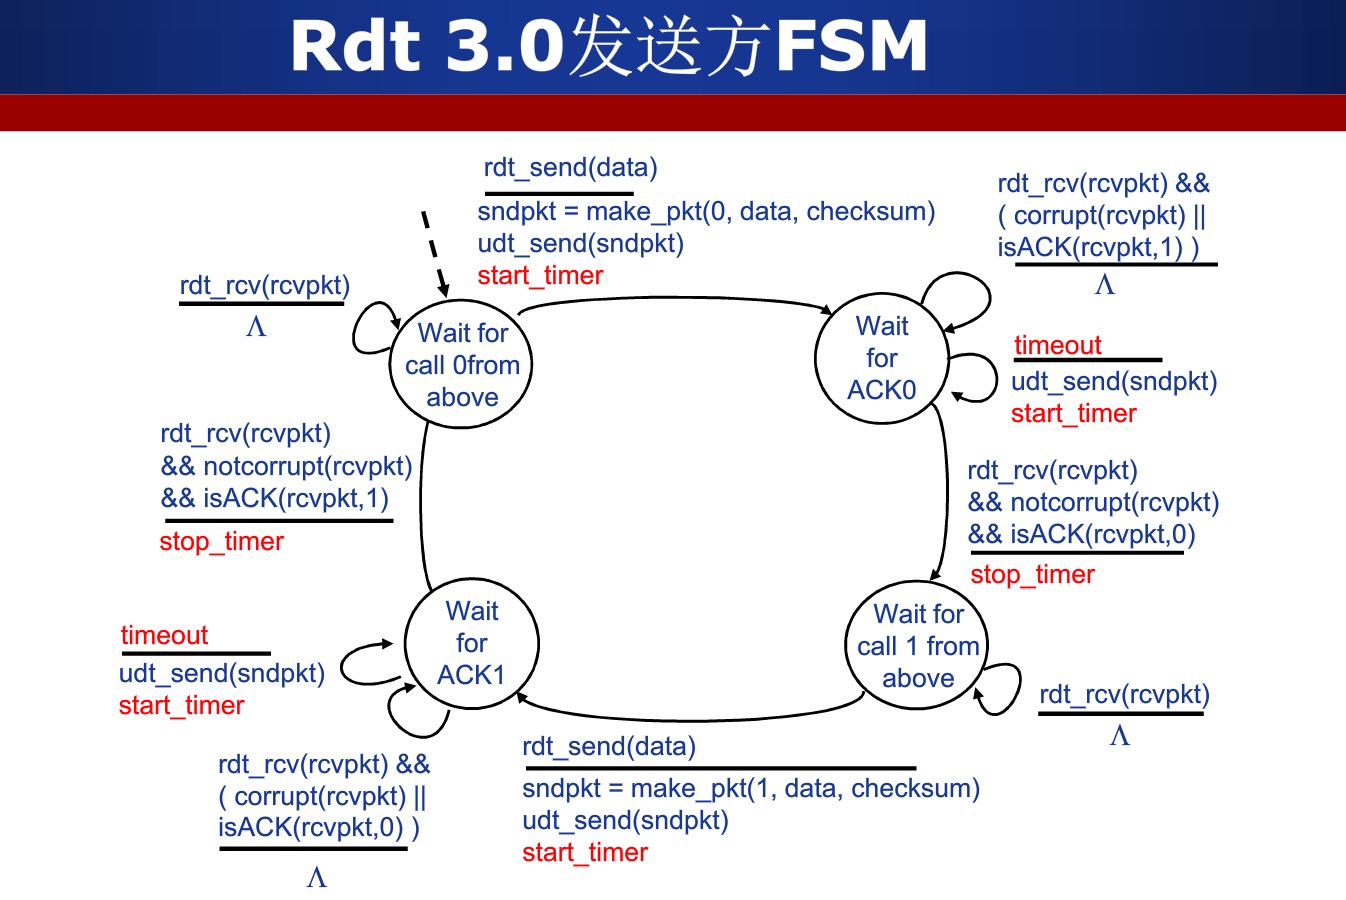 Rdt 3.0发送方FSM
rdt_send(data)
sndpkt = make_pkt(0, data, checksum)
udt_send(sndpkt)
start_timer
rdt_rcv(rcvpkt) &&
( corrupt(rcvpkt) ||
isACK(rcvpkt,1) )
Λ
rdt_rcv(rcvpkt)
Λ
Wait for
call 0from
above
Wait
for
ACK0
timeout
udt_send(sndpkt)
start_timer
rdt_rcv(rcvpkt)
&& notcorrupt(rcvpkt)
&& isACK(rcvpkt,1)
stop_timer
rdt_rcv(rcvpkt)
&& notcorrupt(rcvpkt)
&& isACK(rcvpkt,0)
stop_timer
Wait
for
ACK1
Wait for
call 1 from
above
timeout
udt_send(sndpkt)
start_timer
rdt_rcv(rcvpkt)
Λ
rdt_rcv(rcvpkt) &&
( corrupt(rcvpkt) ||
isACK(rcvpkt,0) )
Λ
rdt_send(data)
sndpkt = make_pkt(1, data, checksum)
udt_send(sndpkt)
start_timer